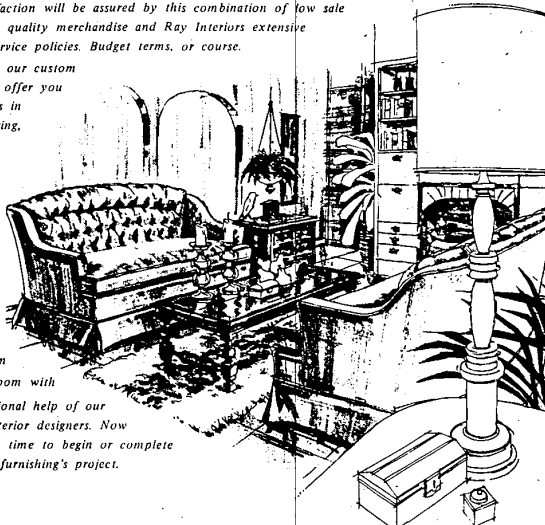 faction will be assured by this combination of low sale
quality merchandise and Ray Interiors extensive
rvice policies. Budget terms, or course.
our custom
offer you
s in
ing,
m
oom with
ional help of our
terior designers. Now
time to begin or complete
furnishing's project.